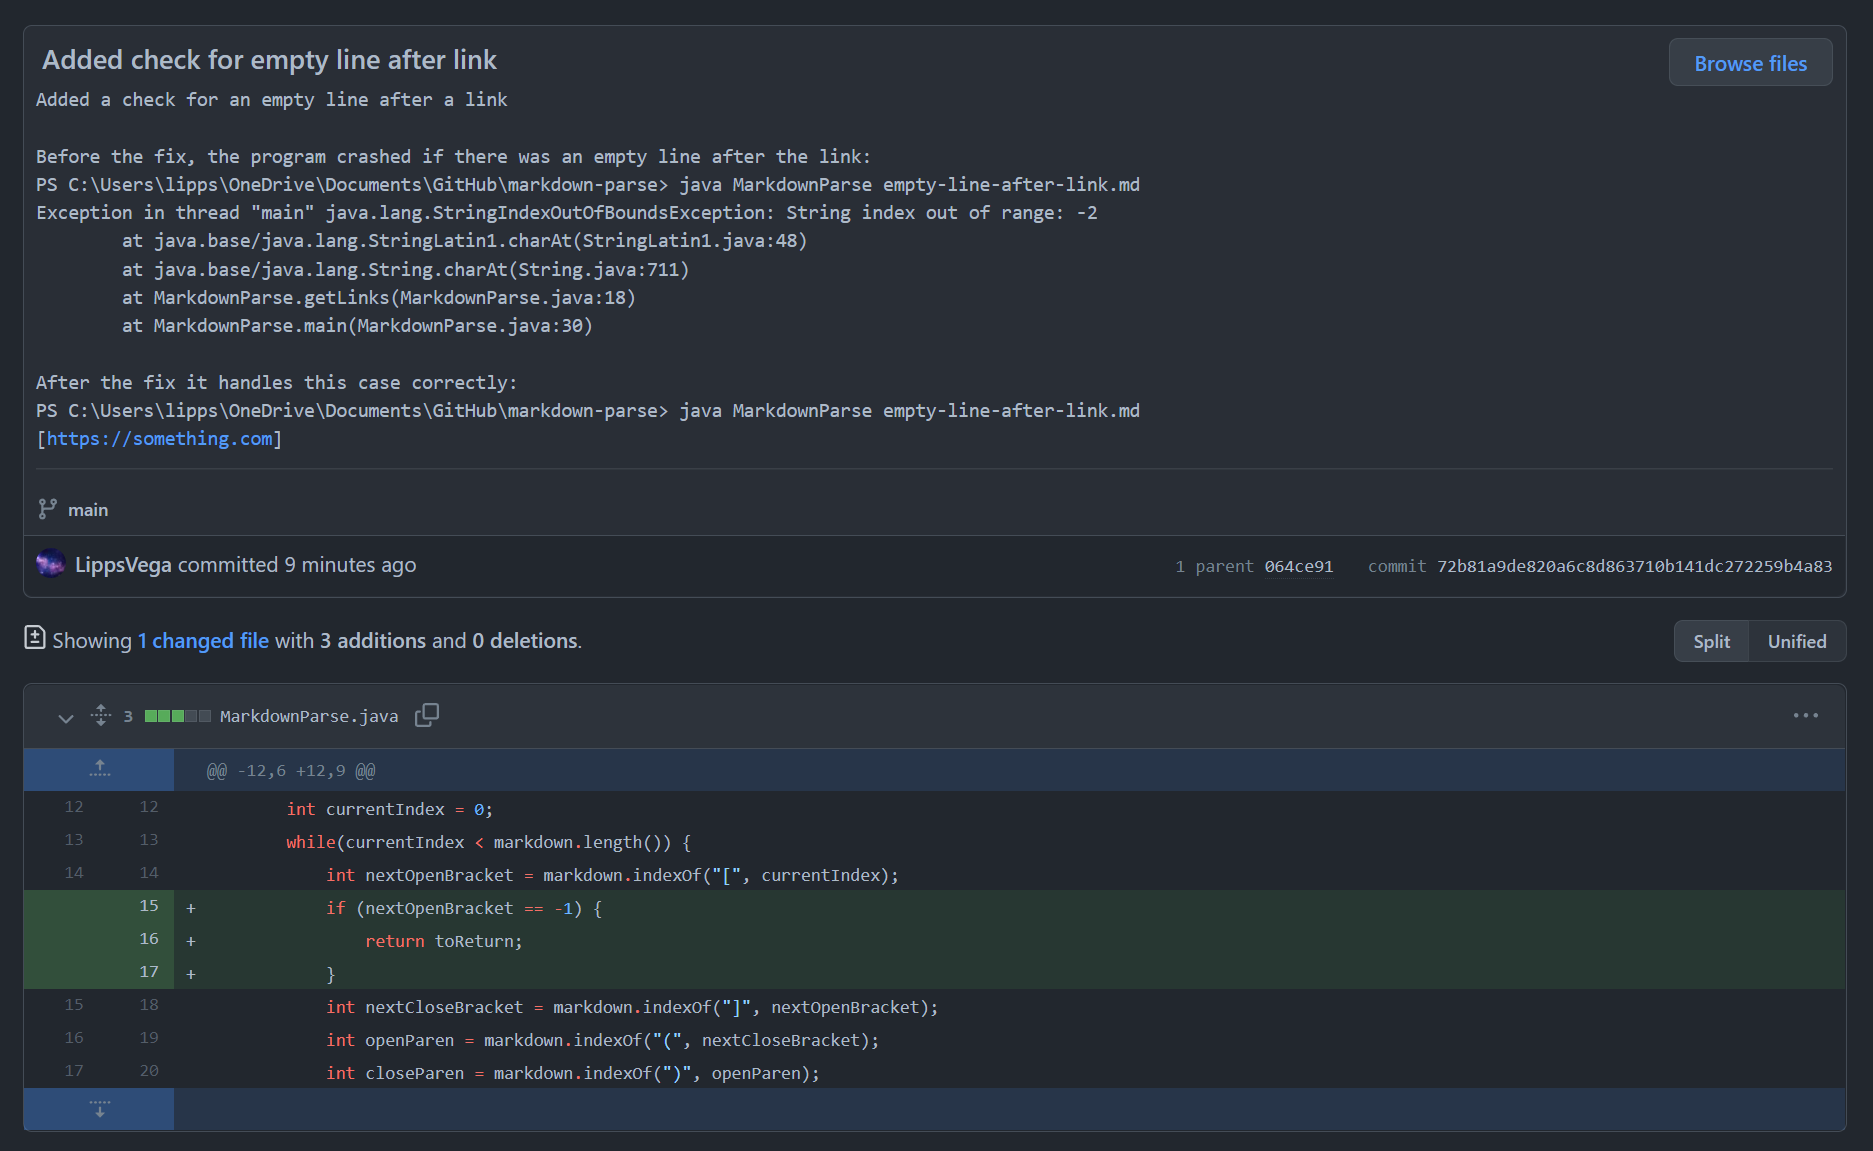 Added check for empty line after link
Browse files
Added a check for an empty line after a link
Before the fix, the program crashed if there was an empty line after the link:
PS C:\Users\lipps\OneDrive\Documents\GitHub\markdown-parse> java MarkdownParse empty-line-after-link.md
Exception in thread "main" java.lang.StringIndexOutOfBoundsException: String index out of range: -2
        at java.base/java.lang.StringLatin1.charAt(StringLatin1.java:48)
        at java.base/java.lang.String.charAt(String.java:711)
        at MarkdownParse.getLinks(MarkdownParse.java:18)
        at MarkdownParse.main(MarkdownParse.java:30)
After the fix it handles this case correctly:
PS C:\Users\lipps\OneDrive\Documents\GitHub\markdown-parse> java MarkdownParse empty-line-after-link.md
[https://something.com]
main
LippsVega committed 9 minutes ago
1 parent 064ce91 commit 72b81a9de820a6c8d863710b141dc272259b4a83
Showing 1 changed file with 3 additions and 0 deletions.
Split Unified
3 MarkdownParse.java
@@ -12,6 +12,9 @@
12 12 int currentIndex = 0;
13 13 while(currentIndex < markdown.length()) {
14 14 int nextOpenBracket = markdown.indexOf("[", currentIndex);
15 + if (nextOpenBracket == -1) {
16 + return toReturn;
17 + }
15 18 int nextCloseBracket = markdown.indexOf("]", nextOpenBracket);
16 19 int openParen = markdown.indexOf("(", nextCloseBracket);
17 20 int closeParen = markdown.indexOf(")", openParen);